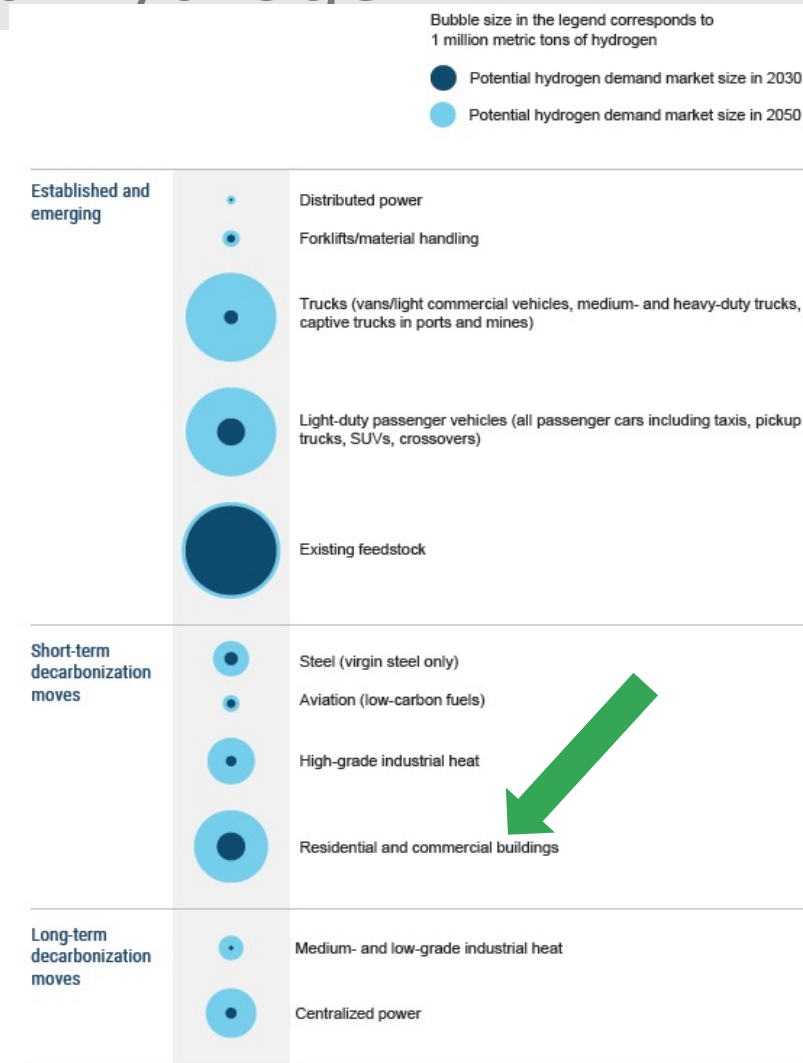 Bubble size in the legend corresponds to
1 million metric tons of hydrogen
Potential hydrogen demand market size in 2030
Potential hydrogen demand market size in 2050
Established and
emerging
Distributed power
Forklifts/material handling
Trucks (vans/light commercial vehicles, medium- and heavy-duty trucks,
captive trucks in ports and mines)
Light-duty passenger vehicles (all passenger cars including taxis, pickup
trucks, SUVs, crossovers)
Existing feedstock
Short-term
decarbonization
moves
Steel (virgin steel only)
Aviation (low-carbon fuels)
High-grade industrial heat
Residential and commercial buildings
Long-term
decarbonization
moves
Medium- and low-grade industrial heat
Centralized power